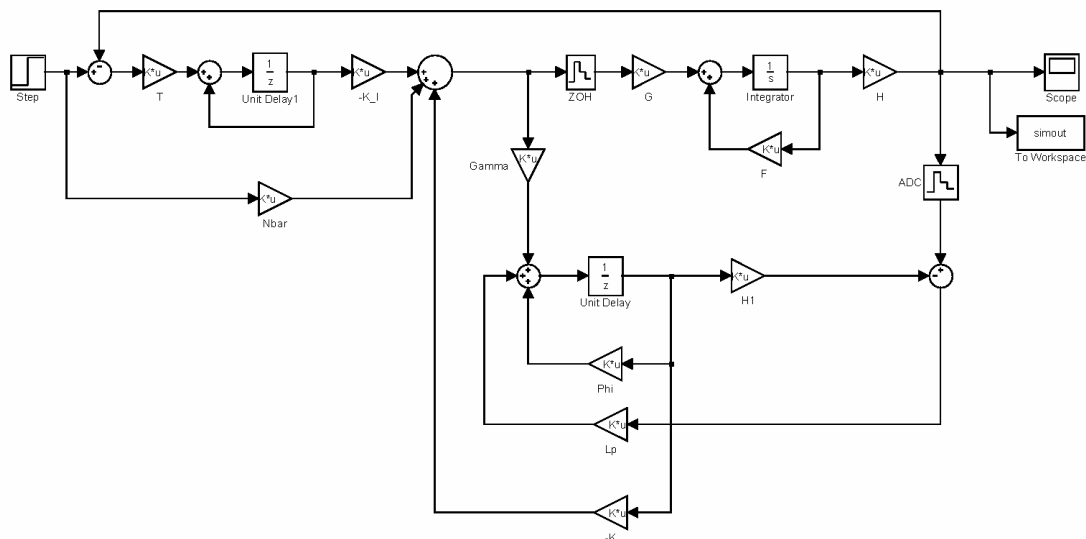 Step
K*u
T
1
z
Unit Delay1
K*u
-K_I
ZOH
K*u
G
1
s
Integrator
K*u
H
Scope
simout
To Workspace
K*u
F
Gamma
K*u
ADC
K*u
Nbar
1
z
Unit Delay
K*u
H1
K*u
Phi
K*u
Lp
K*u
-K